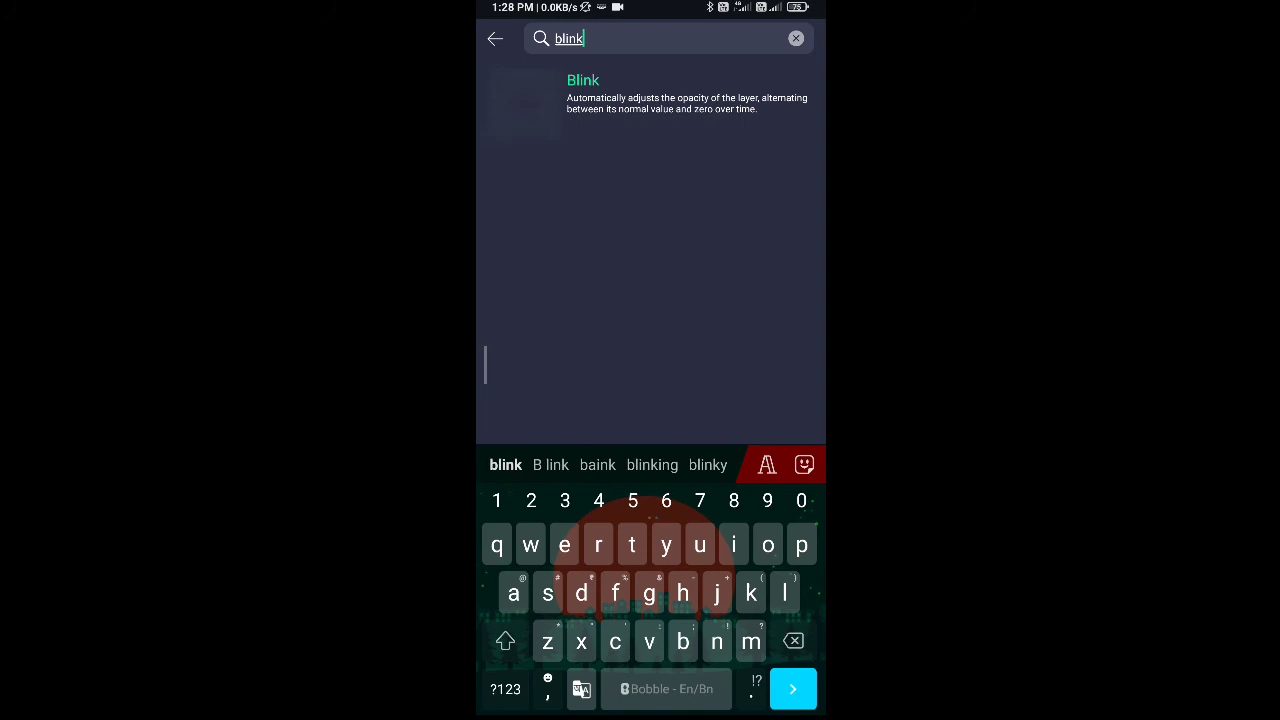 1:28 PM | 0.0KB/s 75
blink
Blink
Automatically adjusts the opacity of the layer, alternating
between its normal value and zero over time.
blink B link baink blinking blinky
1 2 3 4 5 6 7 8 9 0
q w e r t y u i o p
a s d f g h j k l
z x c v b n m
?123 , Bobble - En/Bn . !?